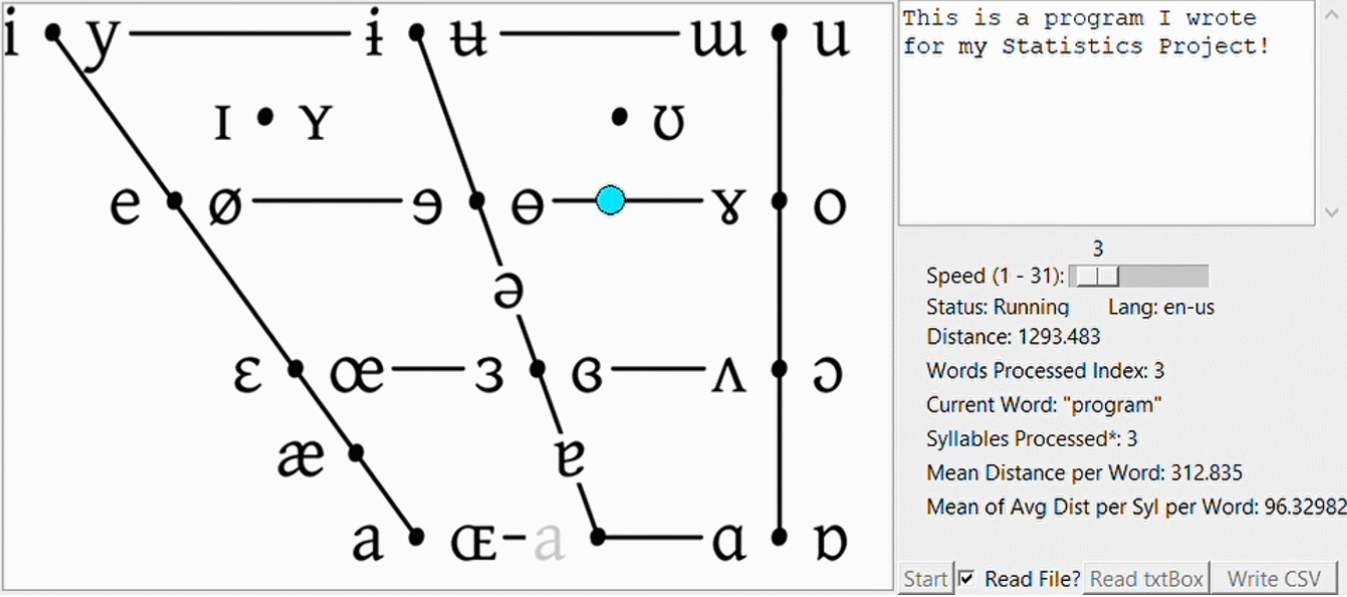 i y ɨ ʉ ɯ u
ɪ ʏ ʊ
e ø ɘ ɵ ɤ o
ə
ɛ œ ɜ ɞ ʌ ɔ
æ ɐ
a ɶ a ɑ ɒ
This is a program I wrote
for my Statistics Project!
3
Speed (1 - 31):
Status: Running Lang: en-us
Distance: 1293.483
Words Processed Index: 3
Current Word: "program"
Syllables Processed*: 3
Mean Distance per Word: 312.835
Mean of Avg Dist per Syl per Word: 96.32982
Start Read File? Read txtBox Write CSV